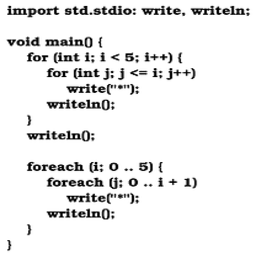 import std.stdio: write, writeln;

void main() {
    for (int i; i < 5; i++) {
        for (int j; j <= i; j++)
            write("*");
        writeln();
    }
    writeln();

    foreach (i; 0 .. 5) {
        foreach (j; 0 .. i + 1)
            write("*");
        writeln();
    }
}